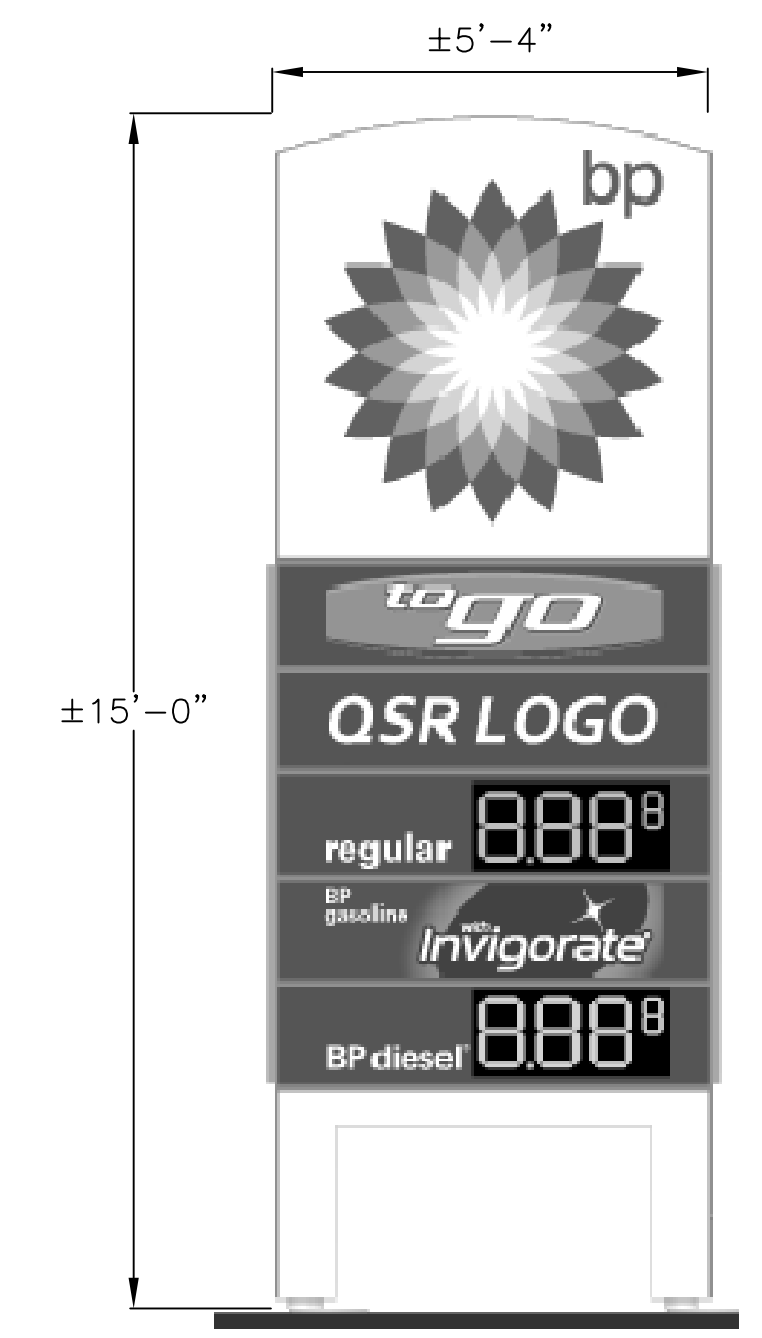 ±5'-4"
bp
to go
±15'-0"
QSR LOGO
regular 8.88 8
BP
gasoline
with
Invigorate
BP diesel 8.88 8